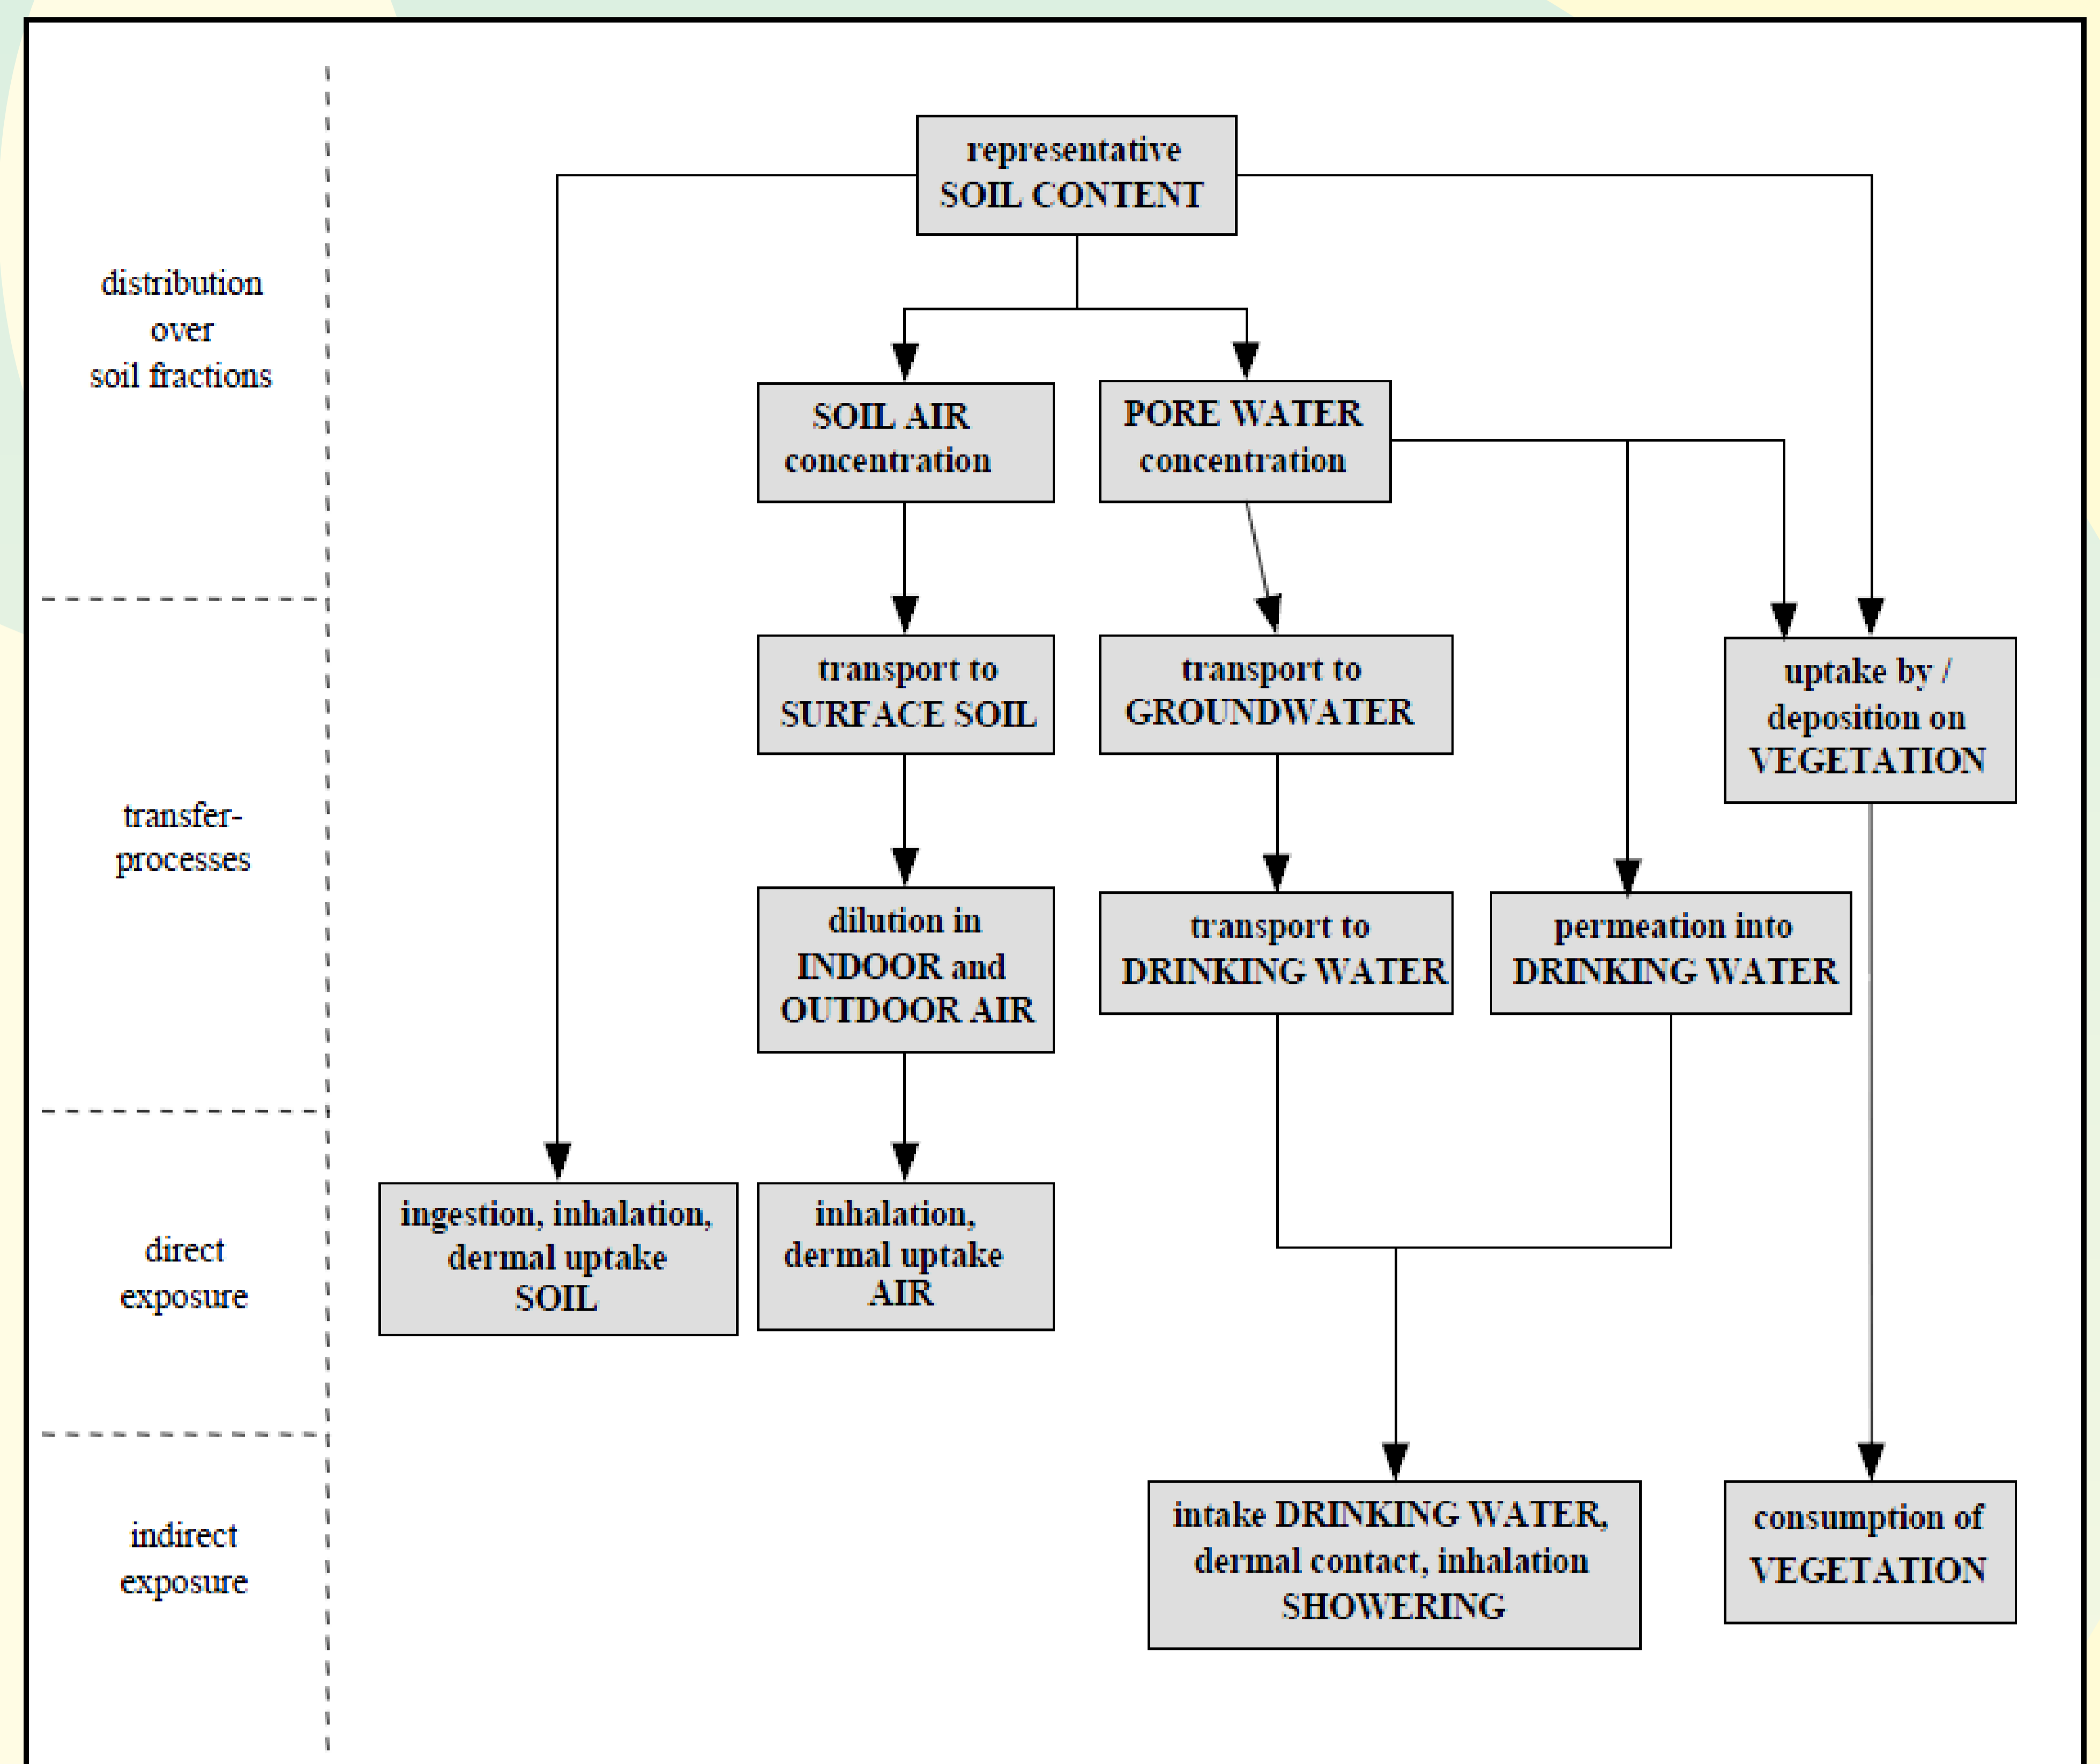 representative
SOIL CONTENT
distribution
over
soil fractions
SOIL AIR
concentration
PORE WATER
concentration
transfer-
processes
transport to
SURFACE SOIL
transport to
GROUNDWATER
uptake by /
deposition on
VEGETATION
dilution in
INDOOR and
OUTDOOR AIR
transport to
DRINKING WATER
permeation into
DRINKING WATER
direct
exposure
ingestion, inhalation,
dermal uptake
SOIL
inhalation,
dermal uptake
AIR
indirect
exposure
intake DRINKING WATER,
dermal contact, inhalation
SHOWERING
consumption of
VEGETATION